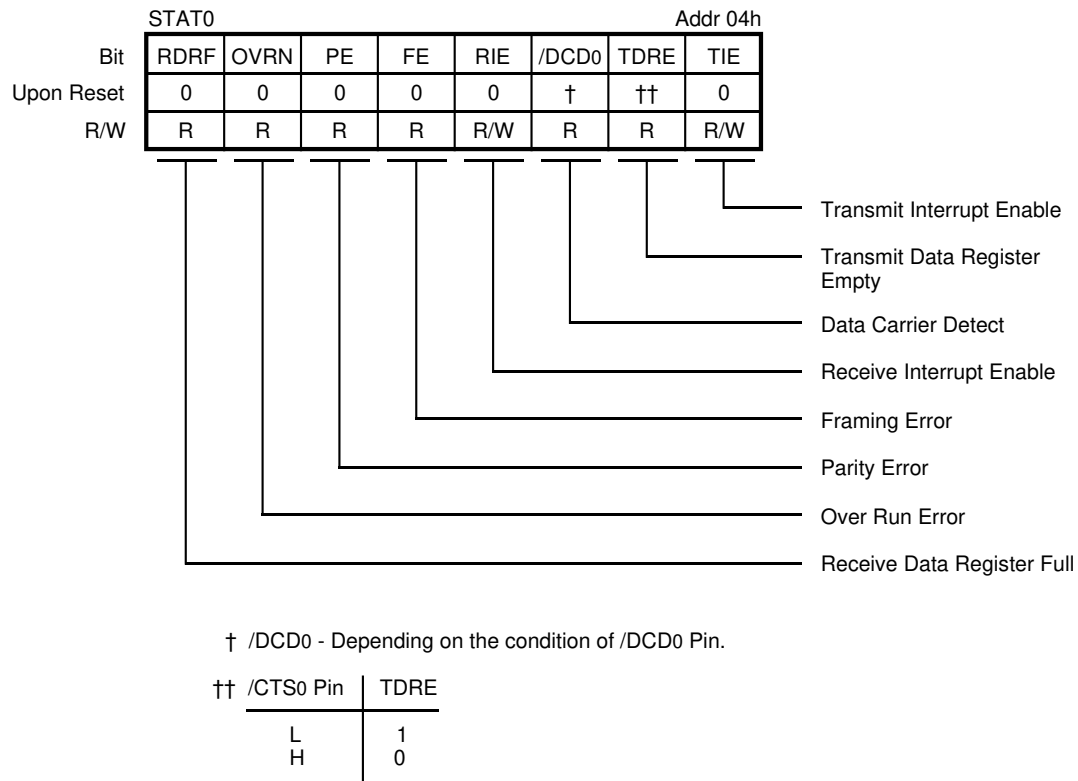 STAT0 Addr 04h
Bit RDRF OVRN PE FE RIE /DCD0 TDRE TIE
Upon Reset 0 0 0 0 0 † †† 0
R/W R R R R R/W R R R/W
Transmit Interrupt Enable
Transmit Data Register
Empty
Data Carrier Detect
Receive Interrupt Enable
Framing Error
Parity Error
Over Run Error
Receive Data Register Full
† /DCD0 - Depending on the condition of /DCD0 Pin.
†† /CTS0 Pin TDRE
L 1
H 0